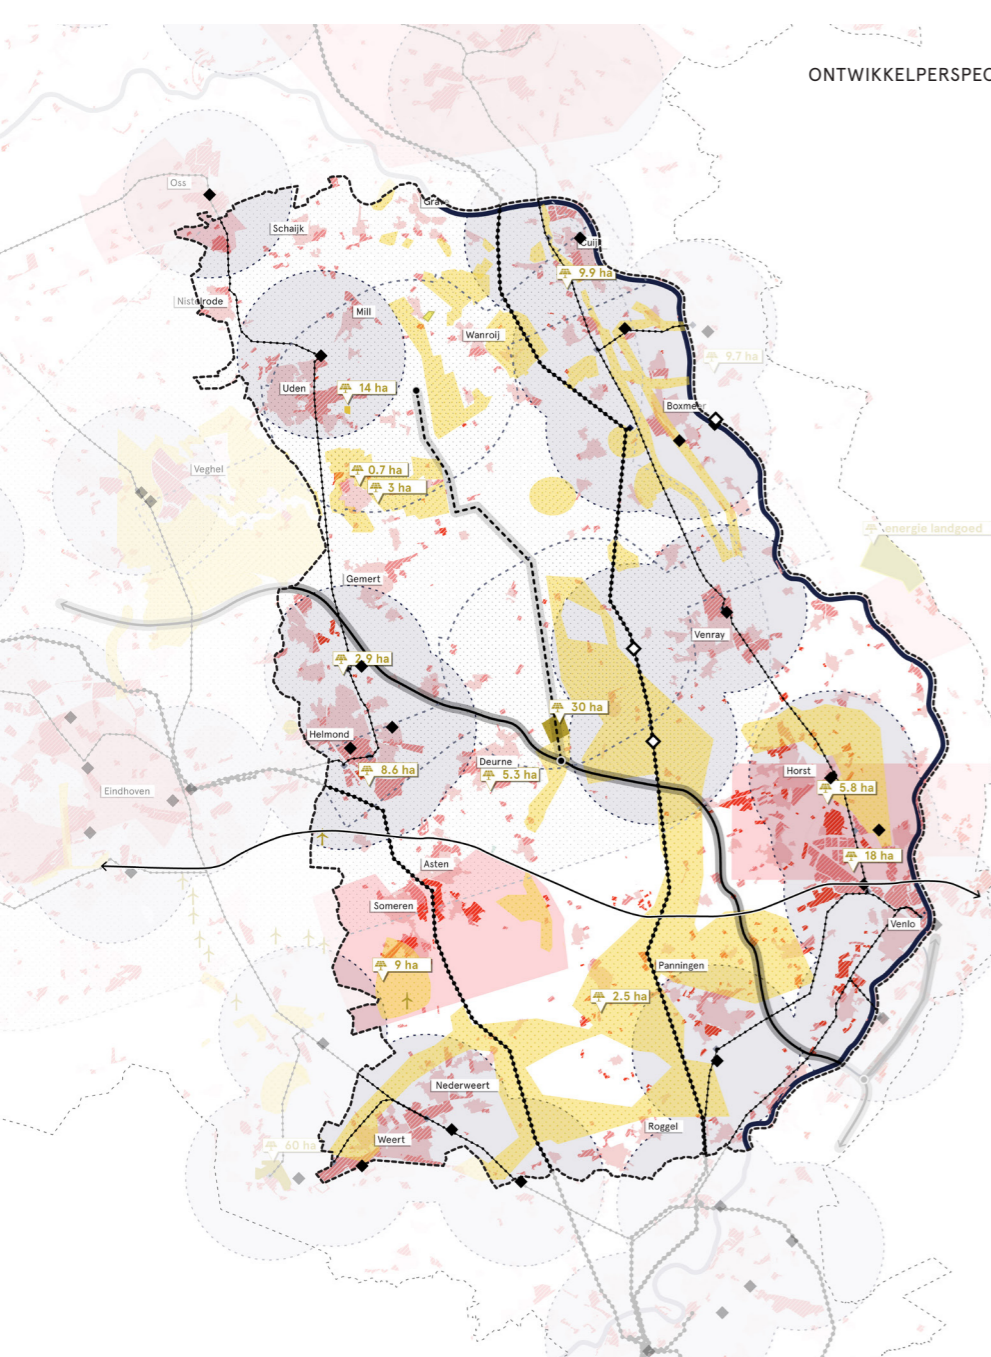 ONTWIKKELPERSPEC
Oss
Grave
Schaijk
Cuijk
9.9 ha
Nistelrode
Mill
Wanroij
9.7 ha
Uden
14 ha
Boxmeer
Veghel
0.7 ha
3 ha
energie landgoed
Gemert
Venray
2.9 ha
30 ha
Helmond
Deurne
8.6 ha
5.3 ha
Horst
Eindhoven
5.8 ha
Asten
18 ha
Someren
Venlo
9 ha
Panningen
2.5 ha
Nederweert
Roggel
Weert
60 ha